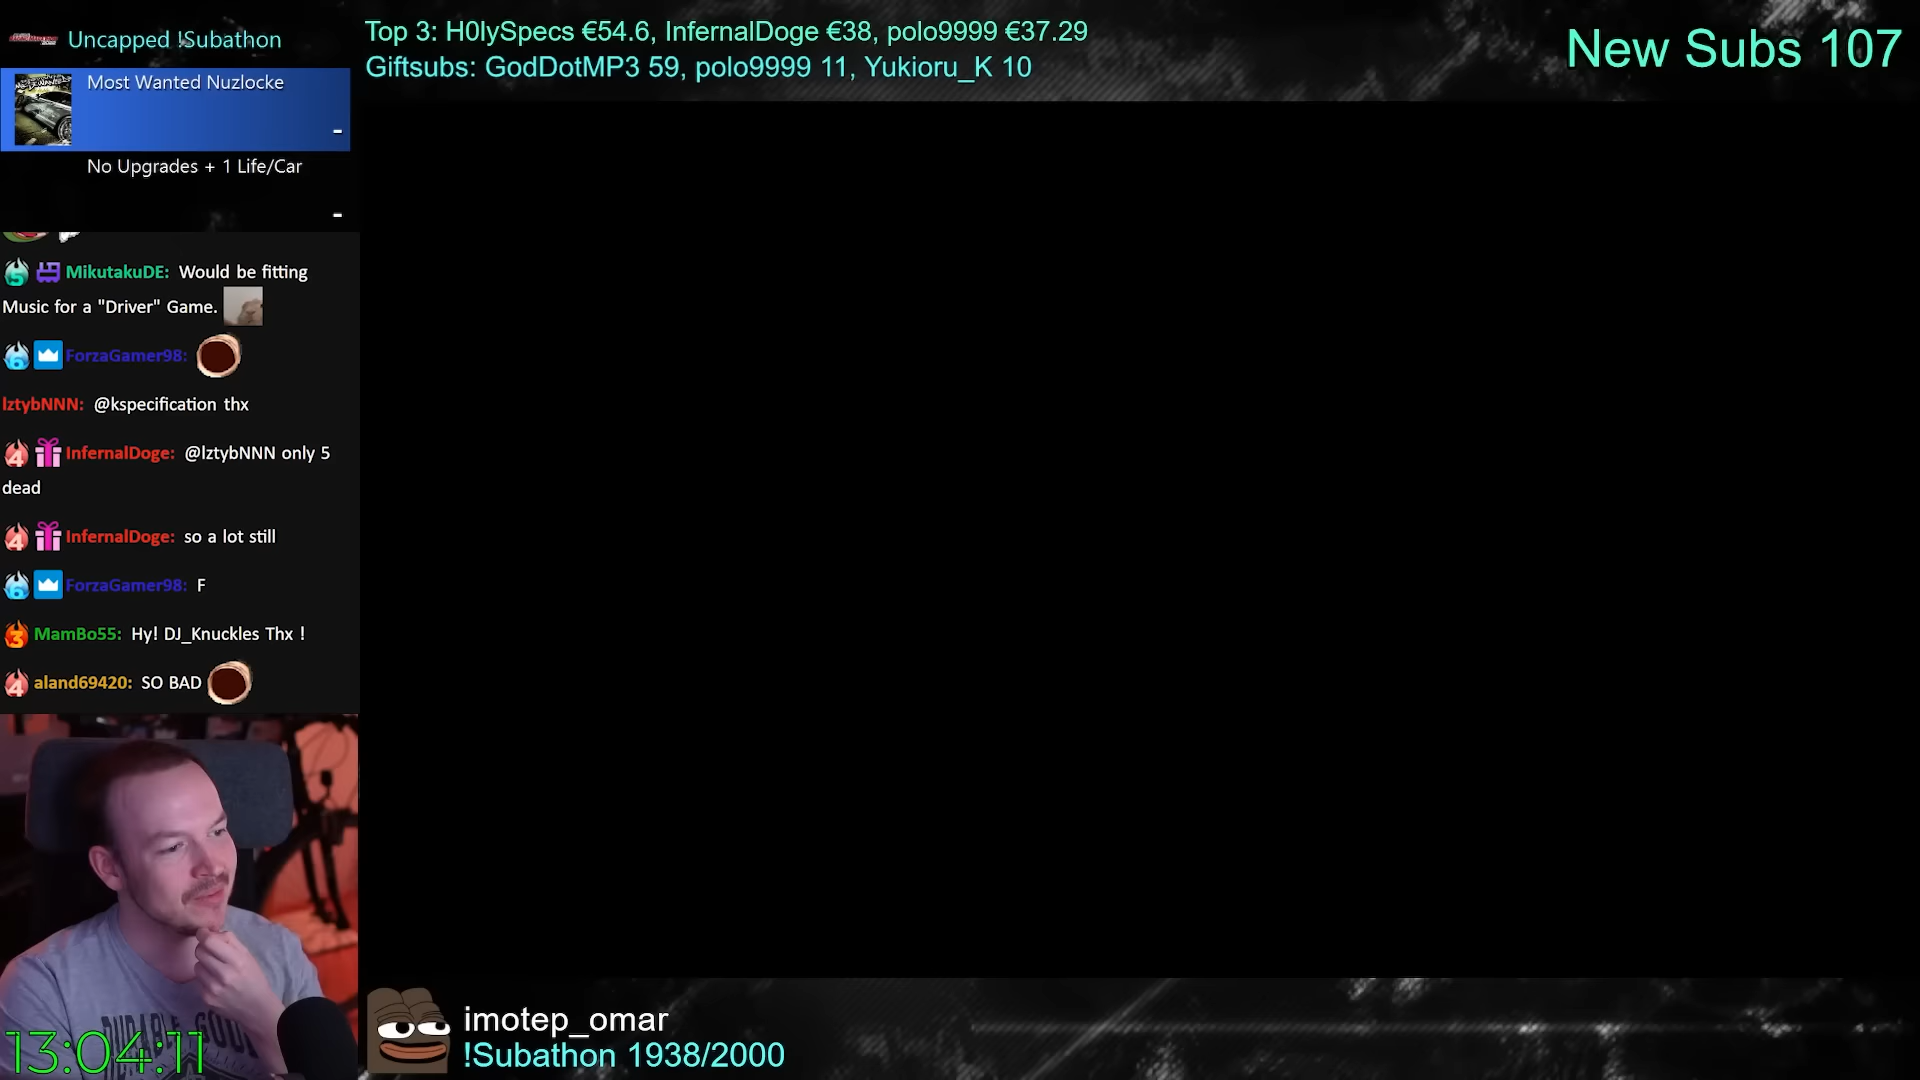 Uncapped !Subathon
Most Wanted Nuzlocke
-
No Upgrades + 1 Life/Car
-
Top 3: H0lySpecs €54.6, InfernalDoge €38, polo9999 €37.29
Giftsubs: GodDotMP3 59, polo9999 11, Yukioru_K 10
New Subs 107
MikutakuDE: Would be fitting
Music for a "Driver" Game.
ForzaGamer98:
lztybNNN: @kspecification thx
InfernalDoge: @lztybNNN only 5
dead
InfernalDoge: so a lot still
ForzaGamer98: F
MamBo55: Hy! DJ_Knuckles Thx !
aland69420: SO BAD
13:04:11
imotep_omar
!Subathon 1938/2000